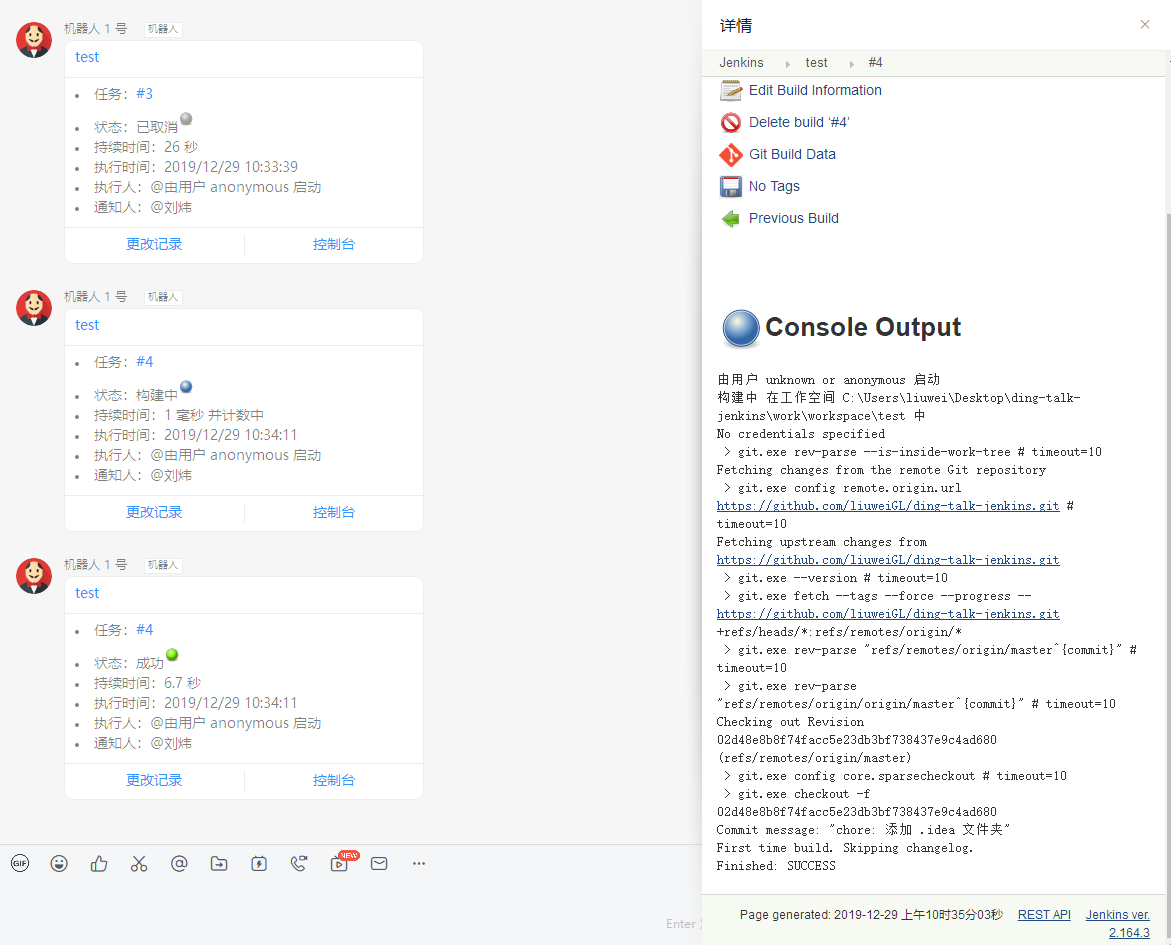 机器人 1 号 机器人
test
任务：#3
状态：已取消
持续时间：26 秒
执行时间：2019/12/29 10:33:39
执行人：@由用户 anonymous 启动
通知人：@刘炜
更改记录 控制台
机器人 1 号 机器人
test
任务：#4
状态：构建中
持续时间：1 毫秒 并计数中
执行时间：2019/12/29 10:34:11
执行人：@由用户 anonymous 启动
通知人：@刘炜
更改记录 控制台
机器人 1 号 机器人
test
任务：#4
状态：成功
持续时间：6.7 秒
执行时间：2019/12/29 10:34:11
执行人：@由用户 anonymous 启动
通知人：@刘炜
更改记录 控制台
GIF NEW
Enter
详情 ×
Jenkins test #4
Edit Build Information
Delete build ‘#4’
Git Build Data
No Tags
Previous Build
Console Output
由用户 unknown or anonymous 启动
构建中 在工作空间 C:\Users\liuwei\Desktop\ding-talk-
jenkins\work\workspace\test 中
No credentials specified
> git.exe rev-parse --is-inside-work-tree # timeout=10
Fetching changes from the remote Git repository
> git.exe config remote.origin.url
https://github.com/liuweiGL/ding-talk-jenkins.git #
timeout=10
Fetching upstream changes from
https://github.com/liuweiGL/ding-talk-jenkins.git
> git.exe --version # timeout=10
> git.exe fetch --tags --force --progress --
https://github.com/liuweiGL/ding-talk-jenkins.git
+refs/heads/*:refs/remotes/origin/*
> git.exe rev-parse "refs/remotes/origin/master^{commit}" #
timeout=10
> git.exe rev-parse
"refs/remotes/origin/origin/master^{commit}" # timeout=10
Checking out Revision
02d48e8b8f74facc5e23db3bf738437e9c4ad680
(refs/remotes/origin/master)
> git.exe config core.sparsecheckout # timeout=10
> git.exe checkout -f
02d48e8b8f74facc5e23db3bf738437e9c4ad680
Commit message: "chore: 添加 .idea 文件夹"
First time build. Skipping changelog.
Finished: SUCCESS
Page generated: 2019-12-29 上午10时35分03秒 REST API Jenkins ver.
2.164.3